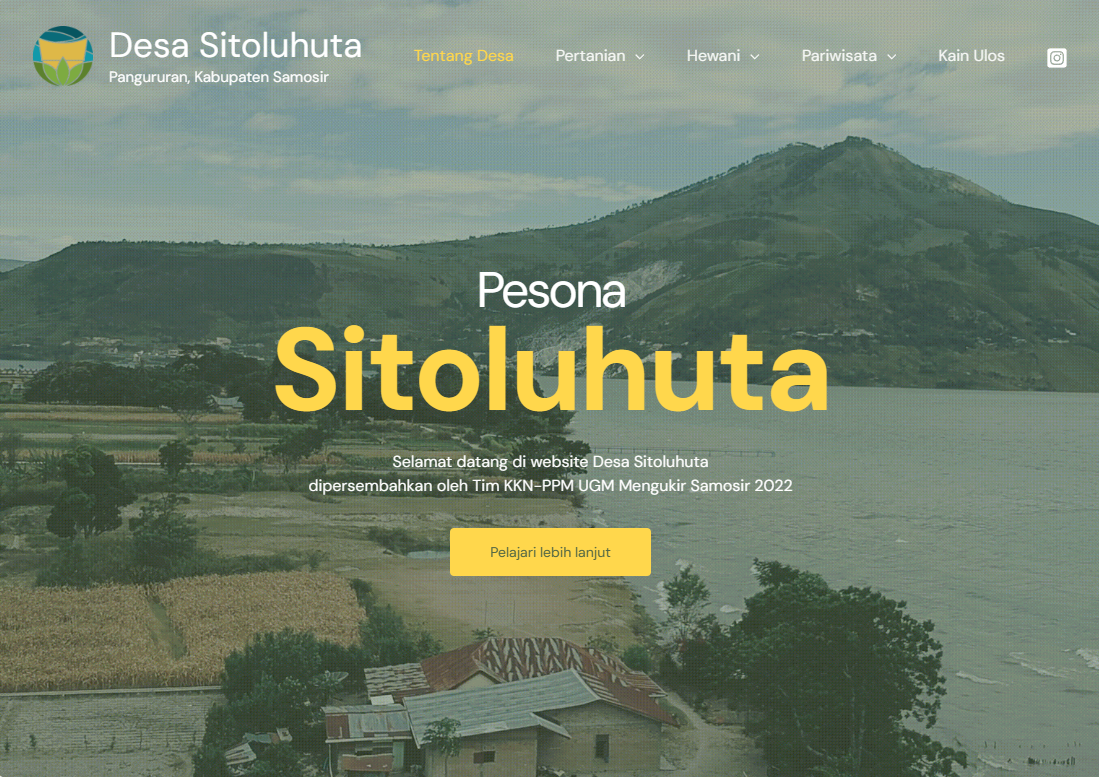 Desa Sitoluhuta
Pangururan, Kabupaten Samosir
Tentang Desa
Pertanian
Hewani
Pariwisata
Kain Ulos
Pesona
Sitoluhuta
Selamat datang di website Desa Sitoluhuta
dipersembahkan oleh Tim KKN-PPM UGM Mengukir Samosir 2022
Pelajari lebih lanjut